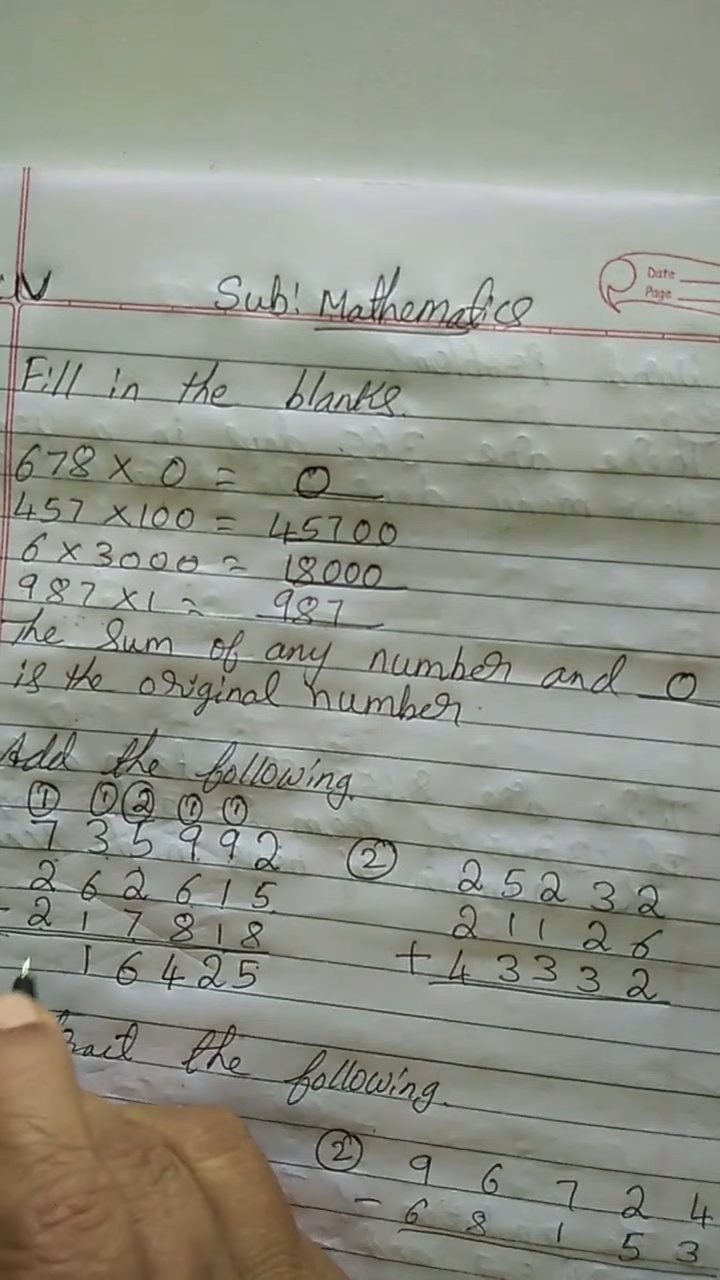 N
Sub: Mathematics
Date
Page
Fill in the blanks.
678 × 0 = 0
457 ×100 = 45700
6 × 3000 = 18000
987 ×1 = 987
The sum of any number and 0
is the original number.
Add the following.
① ① ② ① ①
7 3 5 9 9 2
2 6 2 6 1 5
2 1 7 8 1 8
1 6 4 2 5
② 2 5 2 3 2
2 1 1 2 6
+ 4 3 3 3 2
tract the following.
② 9 6 7 2 4
- 6 8 1 5 3